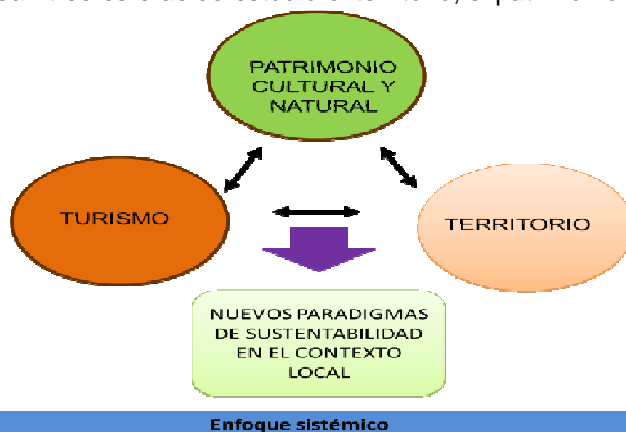 PATRIMONIO
CULTURAL Y
NATURAL
TURISMO
TERRITORIO
NUEVOS PARADIGMAS
DE SUSTENTABILIDAD
EN EL CONTEXTO
LOCAL
Enfoque sistémico